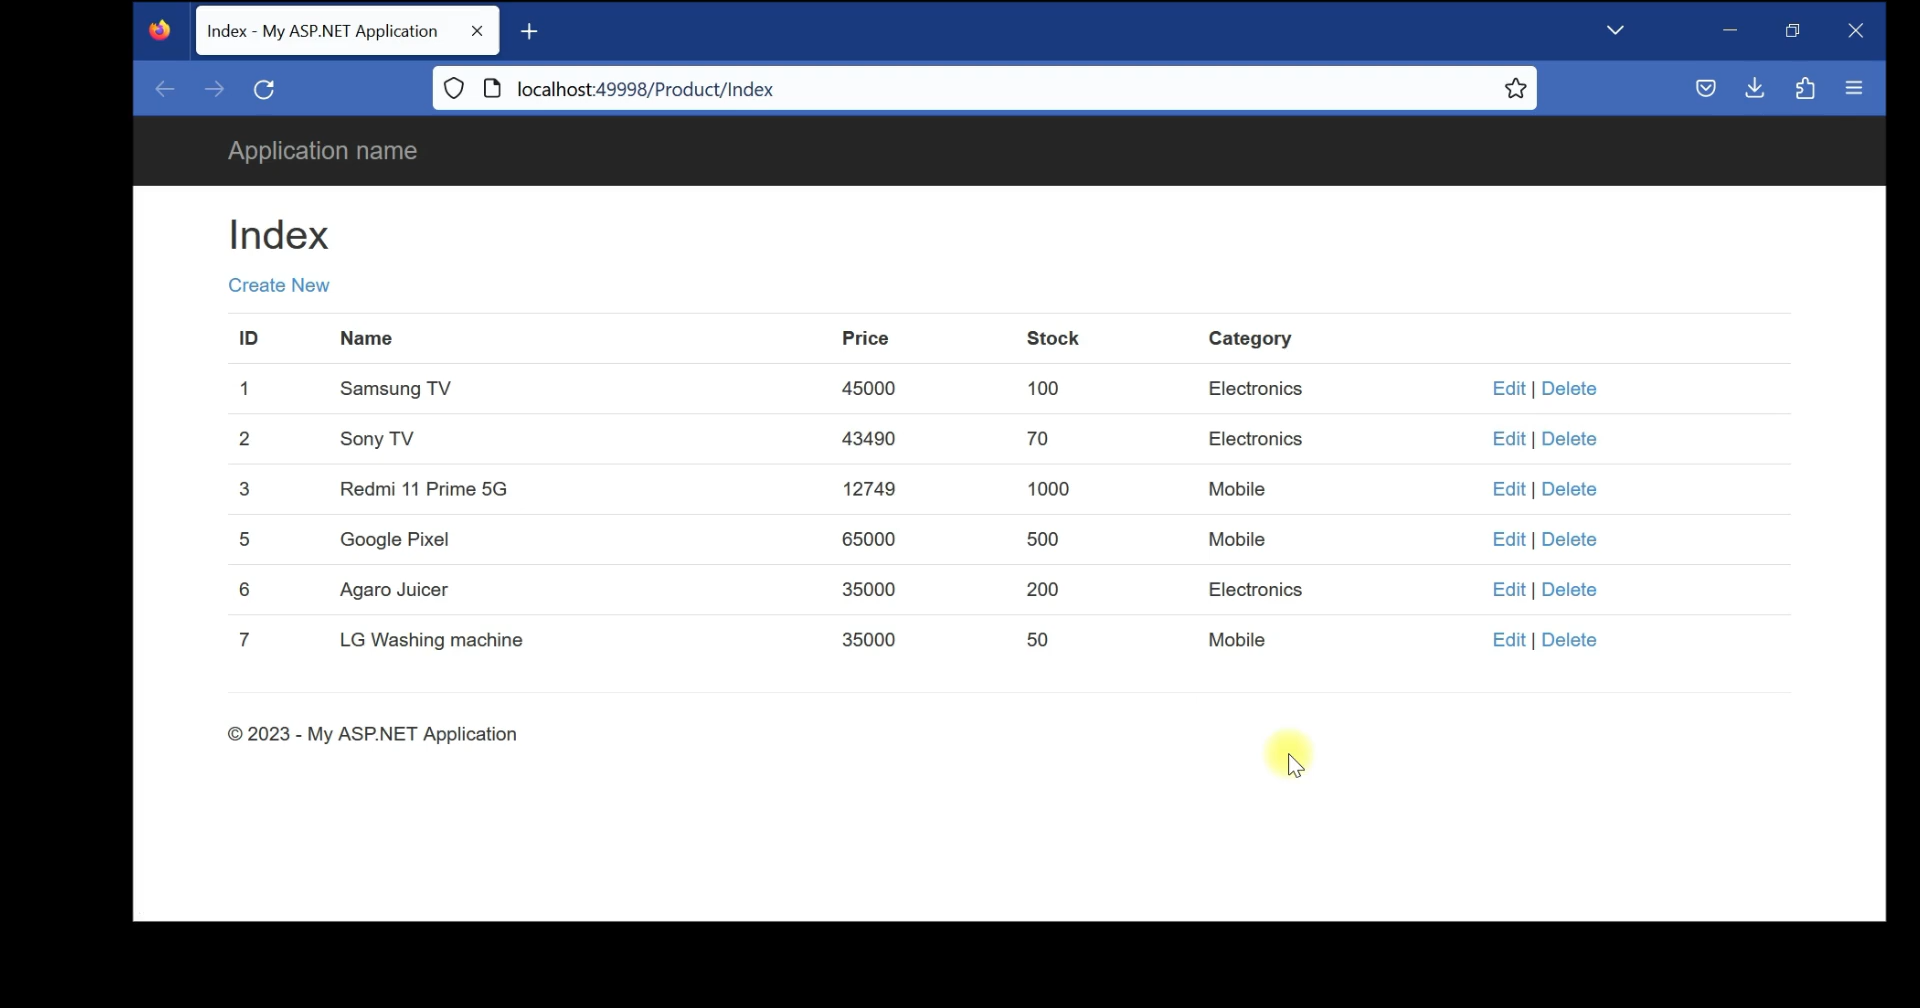 Index - My ASP.NET Application
localhost:49998/Product/Index
Application name
Index
Create New
ID Name Price Stock Category
1 Samsung TV 45000 100 Electronics Edit | Delete
2 Sony TV 43490 70 Electronics Edit | Delete
3 Redmi 11 Prime 5G 12749 1000 Mobile Edit | Delete
5 Google Pixel 65000 500 Mobile Edit | Delete
6 Agaro Juicer 35000 200 Electronics Edit | Delete
7 LG Washing machine 35000 50 Mobile Edit | Delete
© 2023 - My ASP.NET Application